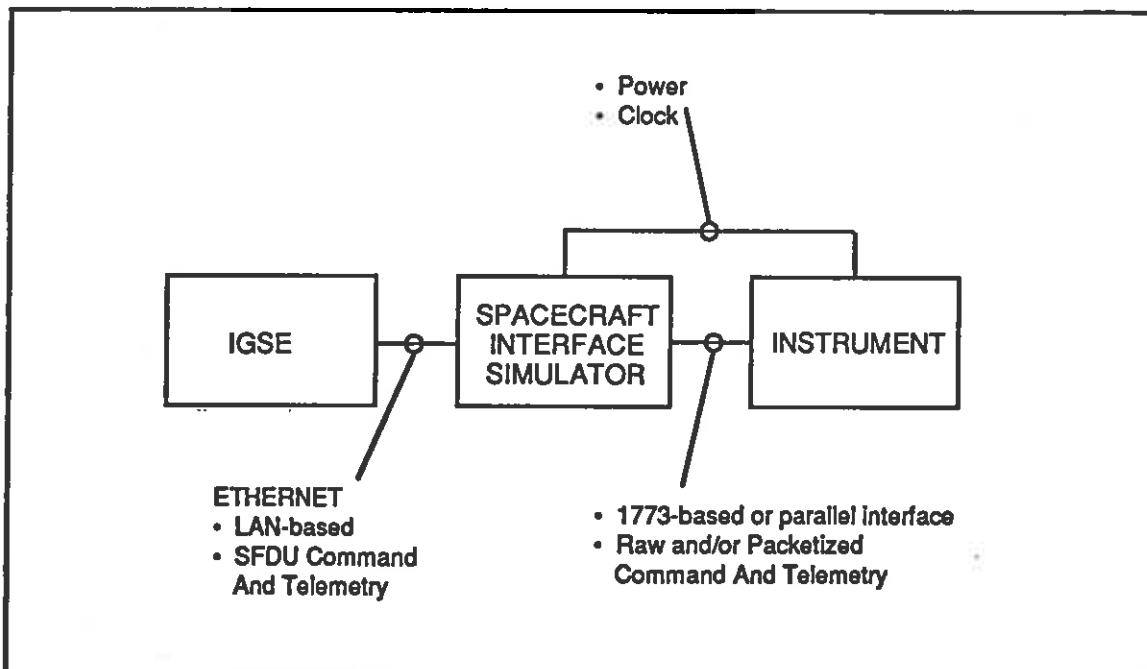 • Power
• Clock
IGSE
SPACECRAFT
INTERFACE
SIMULATOR
INSTRUMENT
ETHERNET
• LAN-based
• SFDU Command
And Telemetry
• 1773-based or parallel interface
• Raw and/or Packetized
Command And Telemetry